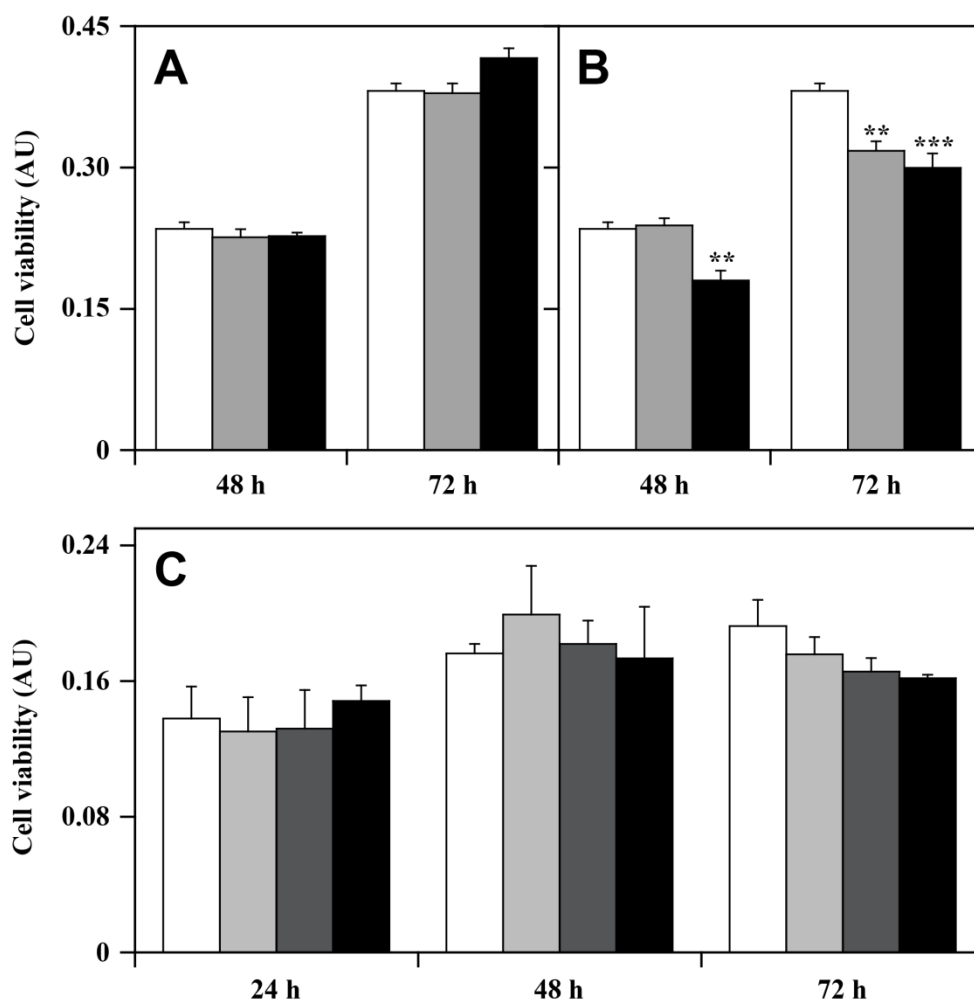 A
B
Cell viability (AU)
0.45
0.30
0.15
0
**
***
**
48 h
72 h
48 h
72 h
C
Cell viability (AU)
0.24
0.16
0.08
0
24 h
48 h
72 h